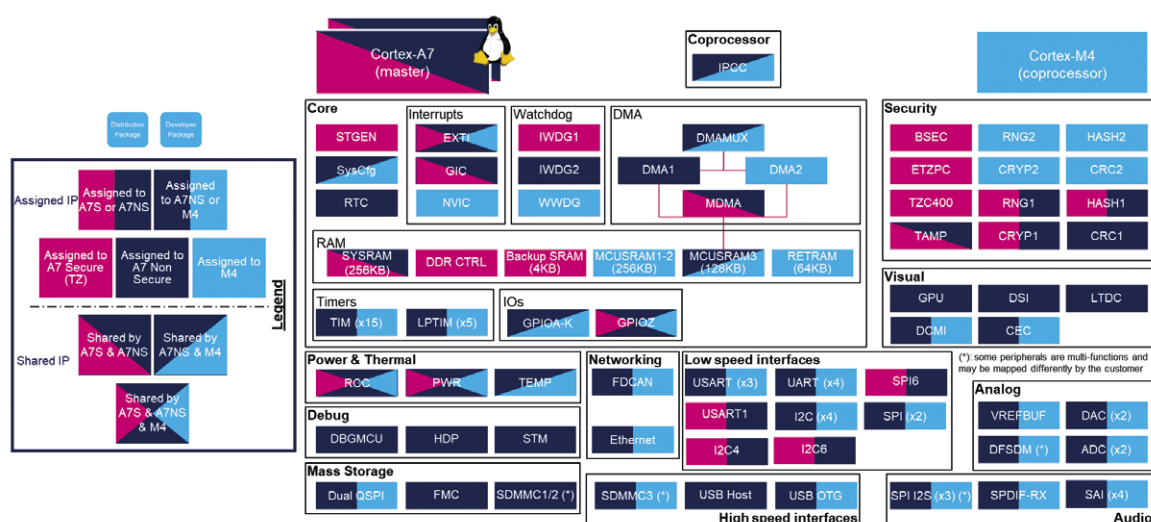 Cortex-A7
(master)
Coprocessor
IPCC
Cortex-M4
(coprocessor)
Distribution
Package
Developer
Package
Assigned IP
Assigned to
A7S or A7NS
Assigned
to A7NS or
M4
Assigned to
A7 Secure
(TZ)
Assigned to
A7 Non
Secure
Assigned to
M4
Legend
Shared IP
Shared by
A7S & A7NS
Shared by
A7NS & M4
Shared by
A7S & A7NS
& M4
Core
STGEN
SysCfg
RTC
Interrupts
EXTI
GIC
NVIC
Watchdog
IWDG1
IWDG2
WWDG
DMA
DMAMUX
DMA1
DMA2
MDMA
RAM
SYSRAM
(256KB)
DDR CTRL
Backup SRAM
(4KB)
MCUSRAM1-2
(256KB)
MCUSRAM3
(128KB)
RETRAM
(64KB)
Timers
TIM (x15)
LPTIM (x5)
IOs
GPIOA-K
GPIOZ
Security
BSEC
RNG2
HASH2
ETZPC
CRYP2
CRC2
TZC400
RNG1
HASH1
TAMP
CRYP1
CRC1
Visual
GPU
DSI
LTDC
DCMI
CEC
(*): some peripherals are multi-functions and
may be mapped differently by the customer
Power & Thermal
RCC
PWR
TEMP
Debug
DBGMCU
HDP
STM
Mass Storage
Dual QSPI
FMC
SDMMC1/2 (*)
Networking
FDCAN
Ethernet
Low speed interfaces
USART (x3)
UART (x4)
SPI6
USART1
I2C (x4)
SPI (x2)
I2C4
I2C6
SDMMC3 (*)
USB Host
USB OTG
High speed interfaces
Analog
VREFBUF
DAC (x2)
DFSDM (*)
ADC (x2)
SPI I2S (x3) (*)
SPDIF-RX
SAI (x4)
Audio